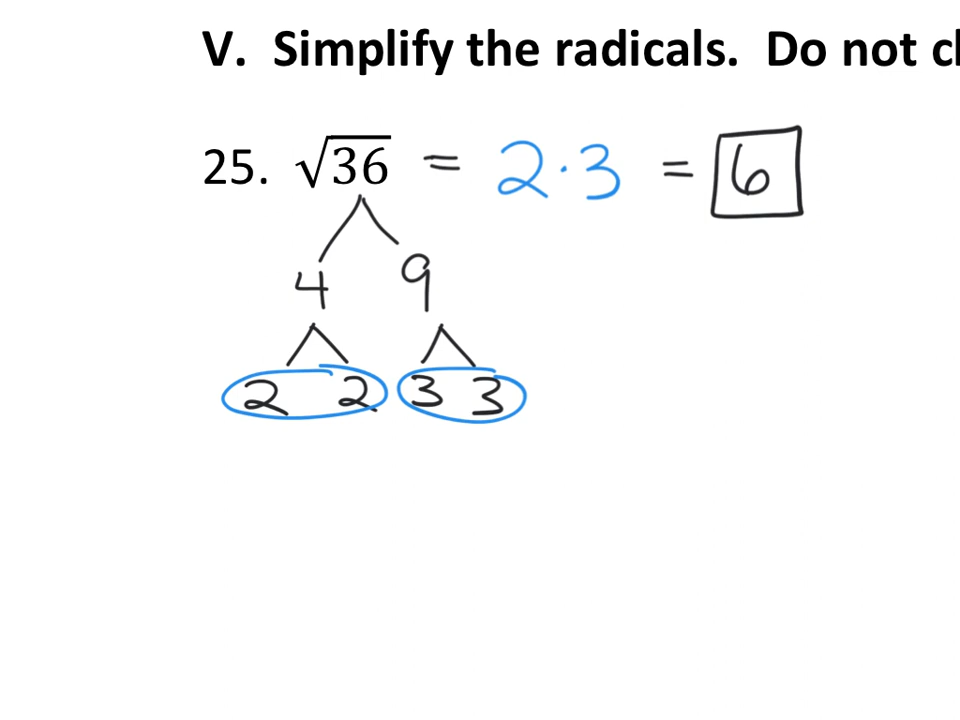 V. Simplify the radicals. Do not
25. √36 = 2·3 = 6
4 9
2 2 3 3